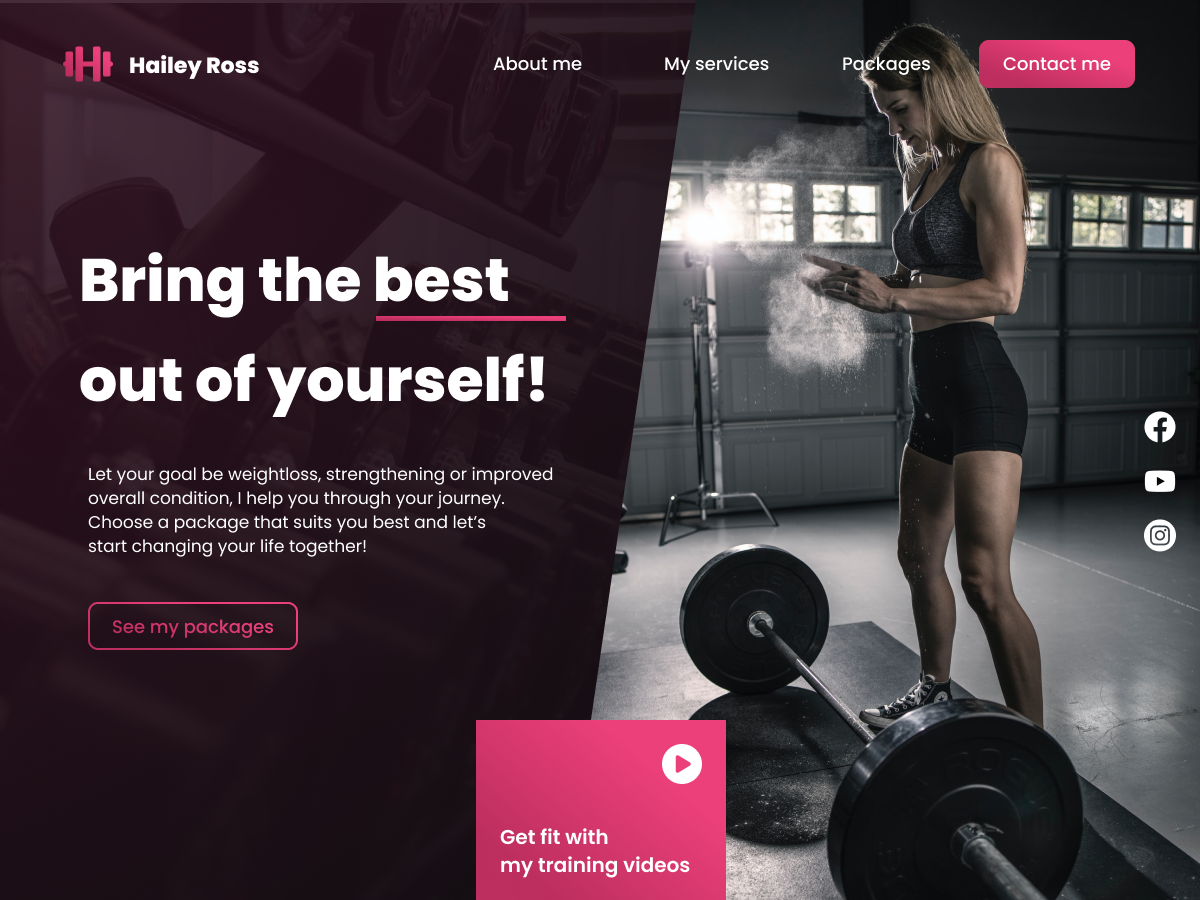 Hailey Ross
About me
My services
Packages
Contact me
Bring the best
out of yourself!
Let your goal be weightloss, strengthening or improved
overall condition, I help you through your journey.
Choose a package that suits you best and let’s
start changing your life together!
See my packages
Get fit with
my training videos